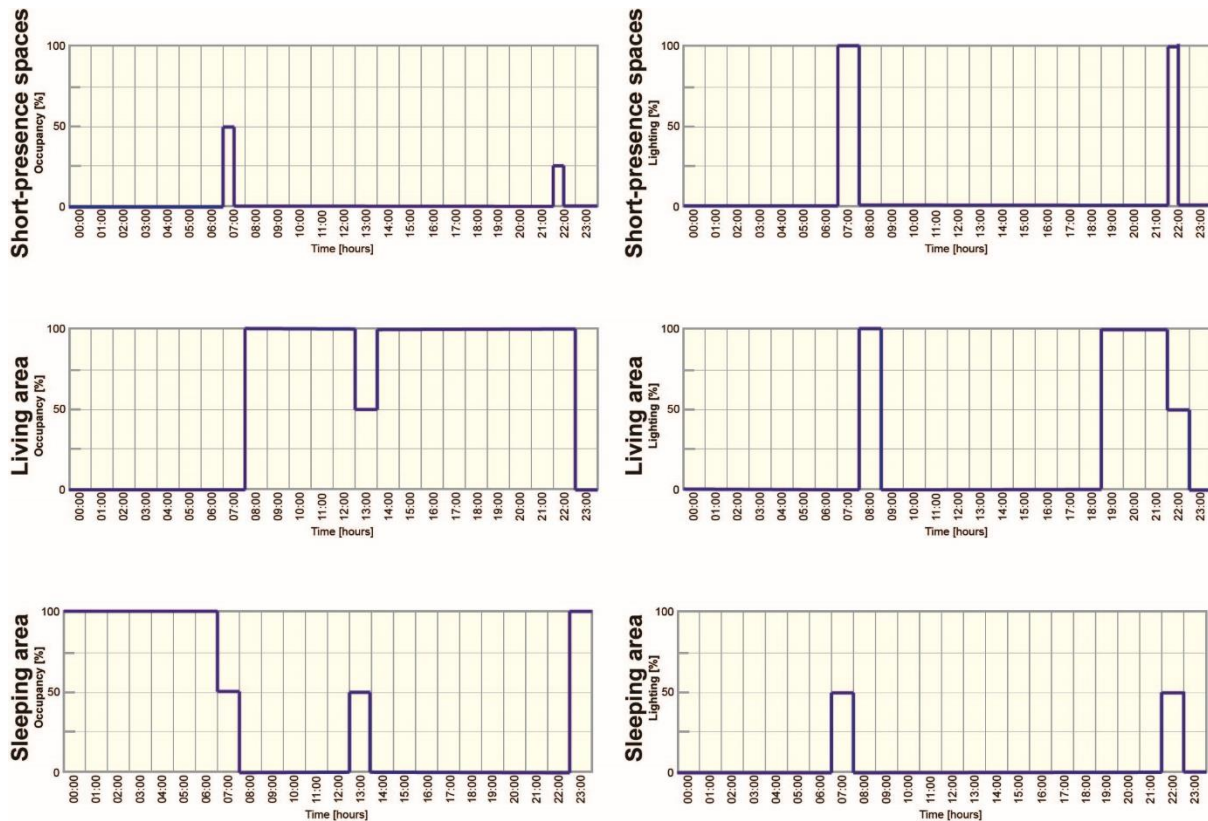 Short-presence spaces
Occupancy [%]
100
50
0
00:00 01:00 02:00 03:00 04:00 05:00 06:00 07:00 08:00 09:00 10:00 11:00 12:00 13:00 14:00 15:00 16:00 17:00 18:00 19:00 20:00 21:00 22:00 23:00
Time [hours]
Short-presence spaces
Lighting [%]
100
50
0
00:00 01:00 02:00 03:00 04:00 05:00 06:00 07:00 08:00 09:00 10:00 11:00 12:00 13:00 14:00 15:00 16:00 17:00 18:00 19:00 20:00 21:00 22:00 23:00
Time [hours]
Living area
Occupancy [%]
100
50
0
00:00 01:00 02:00 03:00 04:00 05:00 06:00 07:00 08:00 09:00 10:00 11:00 12:00 13:00 14:00 15:00 16:00 17:00 18:00 19:00 20:00 21:00 22:00 23:00
Time [hours]
Living area
Lighting [%]
100
50
0
00:00 01:00 02:00 03:00 04:00 05:00 06:00 07:00 08:00 09:00 10:00 11:00 12:00 13:00 14:00 15:00 16:00 17:00 18:00 19:00 20:00 21:00 22:00 23:00
Time [hours]
Sleeping area
Occupancy [%]
100
50
0
00:00 01:00 02:00 03:00 04:00 05:00 06:00 07:00 08:00 09:00 10:00 11:00 12:00 13:00 14:00 15:00 16:00 17:00 18:00 19:00 20:00 21:00 22:00 23:00
Time [hours]
Sleeping area
Lighting [%]
100
50
0
00:00 01:00 02:00 03:00 04:00 05:00 06:00 07:00 08:00 09:00 10:00 11:00 12:00 13:00 14:00 15:00 16:00 17:00 18:00 19:00 20:00 21:00 22:00 23:00
Time [hours]